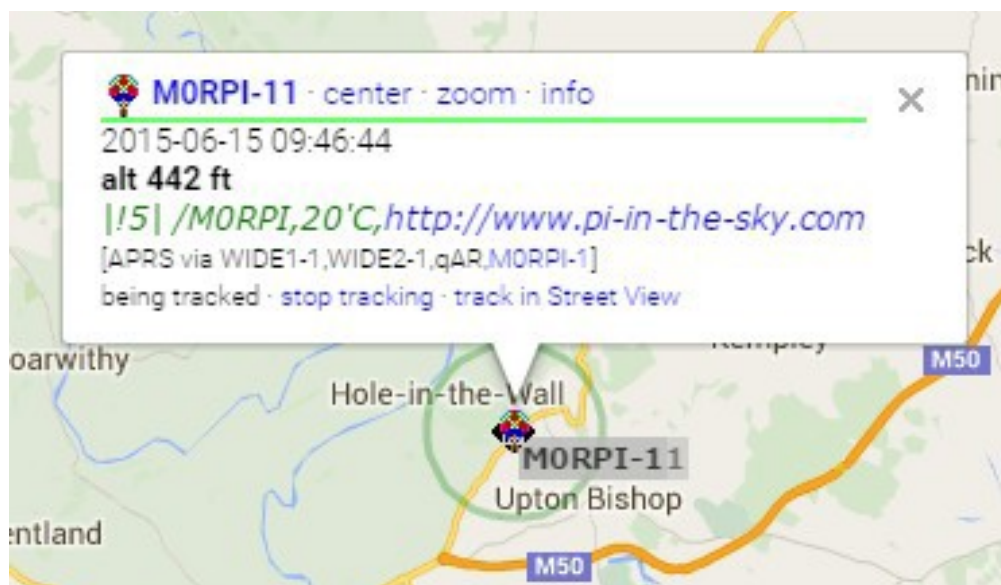 M0RPI-11 · center · zoom · info
2015-06-15 09:46:44
alt 442 ft
|!5| /M0RPI,20'C,http://www.pi-in-the-sky.com
[APRS via WIDE1-1,WIDE2-1,qAR,M0RPI-1]
being tracked · stop tracking · track in Street View
M50
Hole-in-the-Wall
M0RPI-11
Upton Bishop
M50